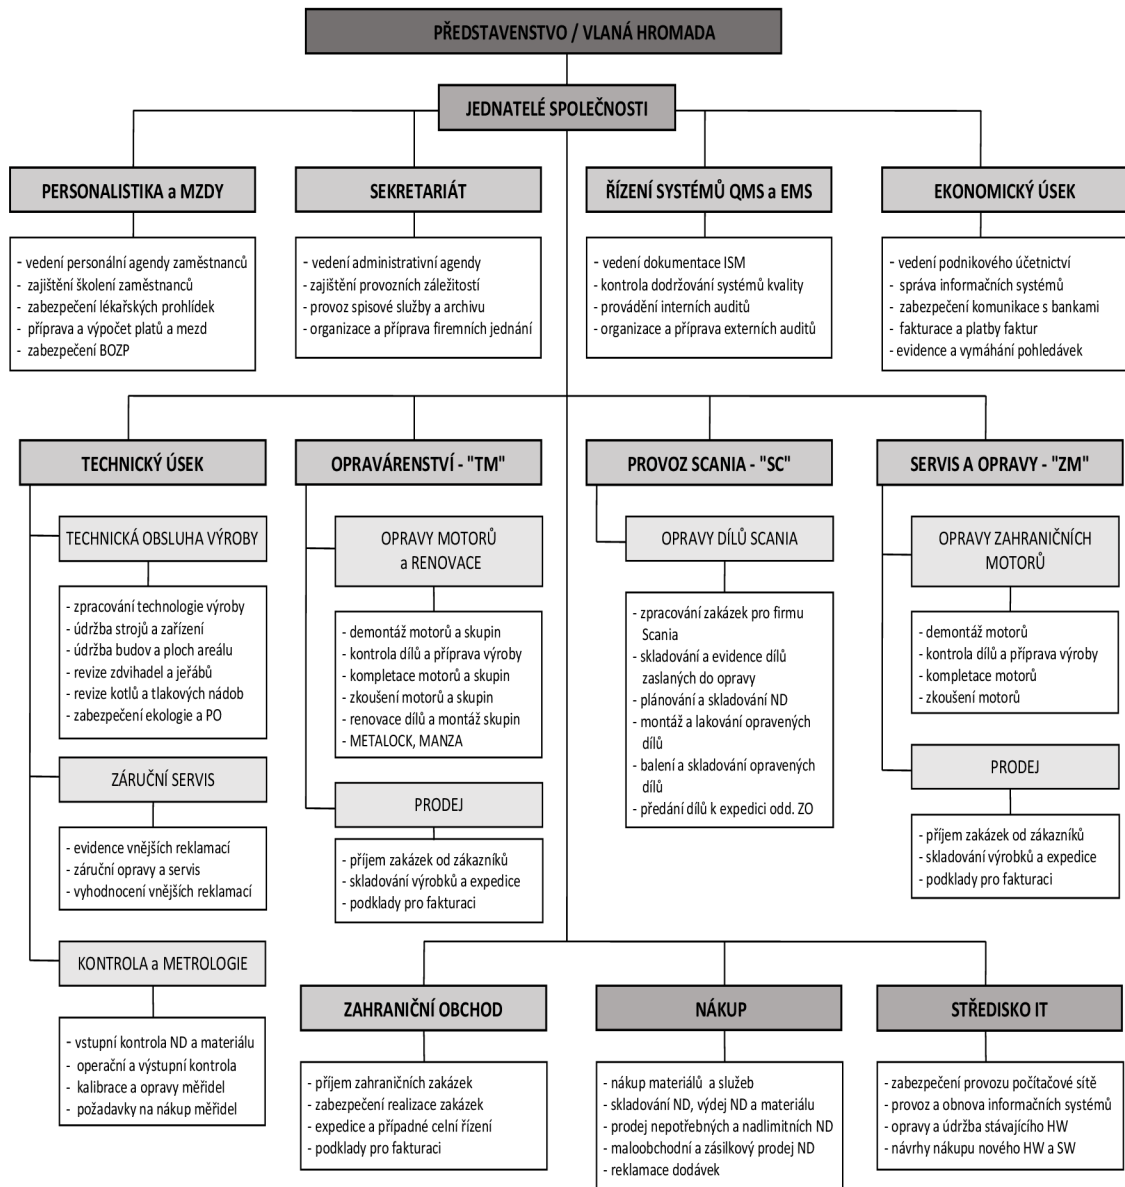 PŘEDSTAVENSTVO / VLANÁ HROMADA
JEDNATELÉ SPOLEČNOSTI
PERSONALISTIKA a MZDY
- vedení personální agendy zaměstnanců
- zajištění školení zaměstnanců
- zabezpečení lékařských prohlídek
- příprava a výpočet platů a mezd
- zabezpečení BOZP
SEKRETARIÁT
- vedení administrativní agendy
- zajištění provozních záležitostí
- provoz spisové služby a archivu
- organizace a příprava firemních jednání
ŘÍZENÍ SYSTÉMŮ QMS a EMS
- vedení dokumentace ISM
- kontrola dodržování systémů kvality
- provádění interních auditů
- organizace a příprava externích auditů
EKONOMICKÝ ÚSEK
- vedení podnikového účetnictví
- správa informačních systémů
- zabezpečení komunikace s bankami
- fakturace a platby faktur
- evidence a vymáhání pohledávek
TECHNICKÝ ÚSEK
TECHNICKÁ OBSLUHA VÝROBY
- zpracování technologie výroby
- údržba strojů a zařízení
- údržba budov a ploch areálu
- revize zdvihadel a jeřábů
- revize kotlů a tlakových nádob
- zabezpečení ekologie a PO
ZÁRUČNÍ SERVIS
- evidence vnějších reklamací
- záruční opravy a servis
- vyhodnocení vnějších reklamací
KONTROLA a METROLOGIE
- vstupní kontrola ND a materiálu
- operační a výstupní kontrola
- kalibrace a opravy měřidel
- požadavky na nákup měřidel
OPRAVÁRENSTVÍ - "TM"
OPRAVY MOTORŮ
a RENOVACE
- demontáž motorů a skupin
- kontrola dílů a příprava výroby
- kompletace motorů a skupin
- zkoušení motorů a skupin
- renovace dílů a montáž skupin
- METALOCK, MANZA
PRODEJ
- příjem zakázek od zákazníků
- skladování výrobků a expedice
- podklady pro fakturaci
PROVOZ SCANIA - "SC"
OPRAVY DÍLŮ SCANIA
- zpracování zakázek pro firmu
Scania
- skladování a evidence dílů
zaslaných do opravy
- plánování a skladování ND
- montáž a lakování opravených
dílů
- balení a skladování opravených
dílů
- předání dílů k expedici odd. ZO
SERVIS A OPRAVY - "ZM"
OPRAVY ZAHRANIČNÍCH
MOTORŮ
- demontáž motorů
- kontrola dílů a příprava výroby
- kompletace motorů
- zkoušení motorů
PRODEJ
- příjem zakázek od zákazníků
- skladování výrobků a expedice
- podklady pro fakturaci
ZAHRANIČNÍ OBCHOD
- příjem zahraničních zakázek
- zabezpečení realizace zakázek
- expedice a případné celní řízení
- podklady pro fakturaci
NÁKUP
- nákup materiálů a služeb
- skladování ND, výdej ND a materiálu
- prodej nepotřebných a nadlimitních ND
- maloobchodní a zásilkový prodej ND
- reklamace dodávek
STŘEDISKO IT
- zabezpečení provozu počítačové sítě
- provoz a obnova informačních systémů
- opravy a údržba stávajícího HW
- návrhy nákupu nového HW a SW